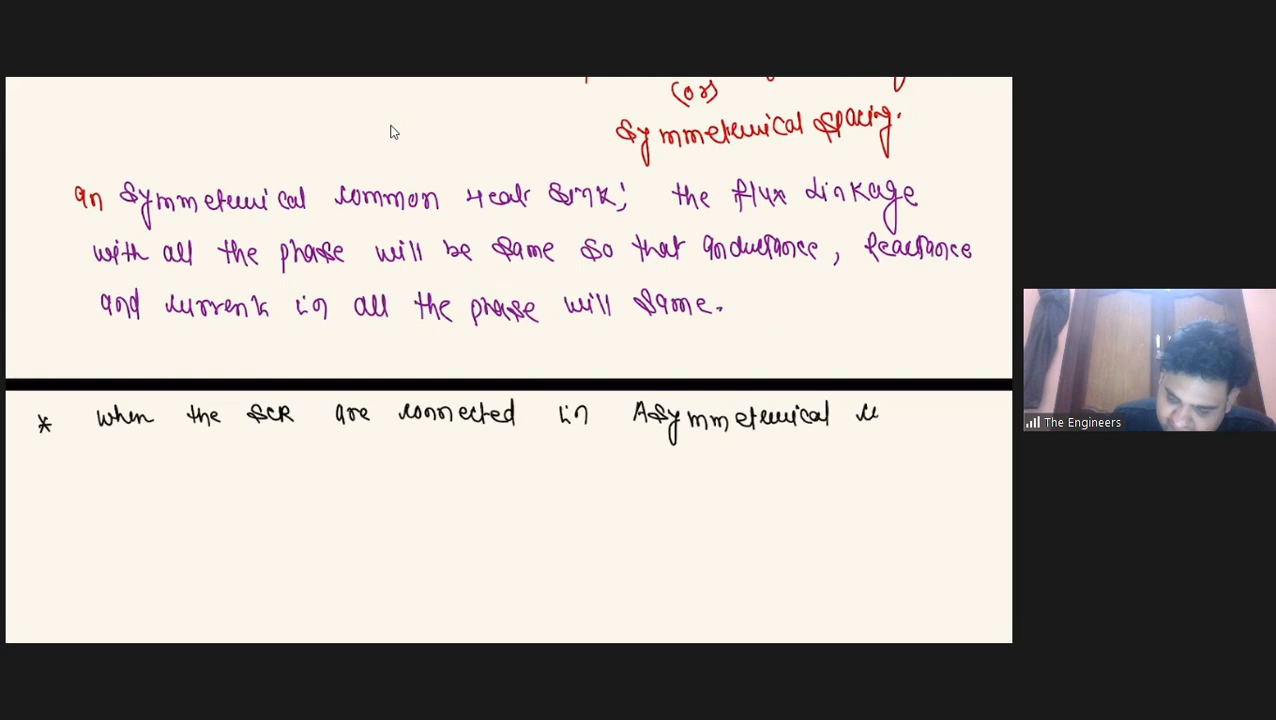 (or)
Symmetrical Spacing.
In Symmetrical common Heat Sink; the flux linkage
with all the phase will be same so that inductance, Reactance
and current in all the phase will same.
* when the SCR are connected in Asymmetrical c
The Engineers